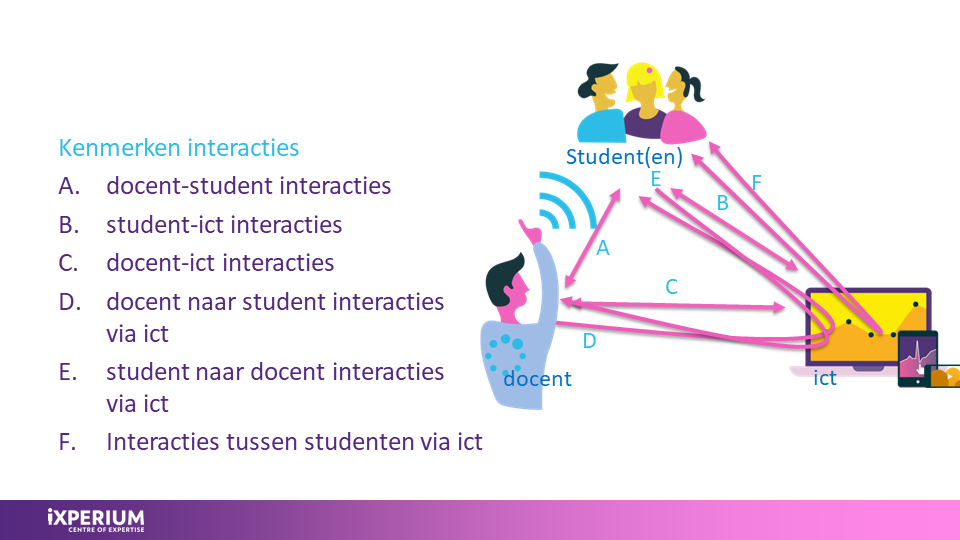 Kenmerken interacties
A. docent-student interacties
B. student-ict interacties
C. docent-ict interacties
D. docent naar student interacties
via ict
E. student naar docent interacties
via ict
F. Interacties tussen studenten via ict
Student(en)
E
F
B
A
C
D
docent
ict
iXPERIUM
CENTRE OF EXPERTISE